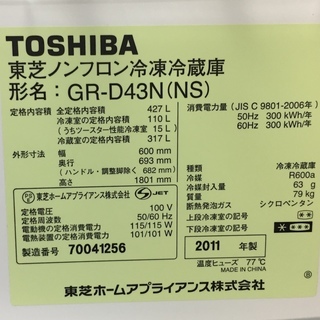 TOSHIBA
東芝ノンフロン冷凍冷蔵庫
形名：GR-D43N(NS)
定格内容積 全定格内容積 427 L
冷凍室の定格内容積 110 L
(うちツースター性能冷凍室 15 L)
冷蔵室の定格内容積 317 L
外形寸法 幅 600 mm
奥行 693 mm
(ハンドル・調整脚除く 682 mm)
高さ 1801 mm
東芝ホームアプライアンス株式会社 JET
定格電圧 100 V
定格周波数 50/60 Hz
電動機の定格消費電力 115/115 W
電熱装置の定格消費電力 101/101 W
製造番号 70041256
消費電力量(JIS C 9801-2006年)
50Hz 300 kWh/年
60Hz 300 kWh/年
種類 冷凍冷蔵庫
冷媒 R600a
冷媒封入量 63 g
質量 79 kg
断熱発泡ガス シクロペンタン
上段冷凍室の記号
下段冷凍室の記号
2011 年製
温度ヒューズ 77℃
MADE IN CHINA
東芝ホームアプライアンス株式会社